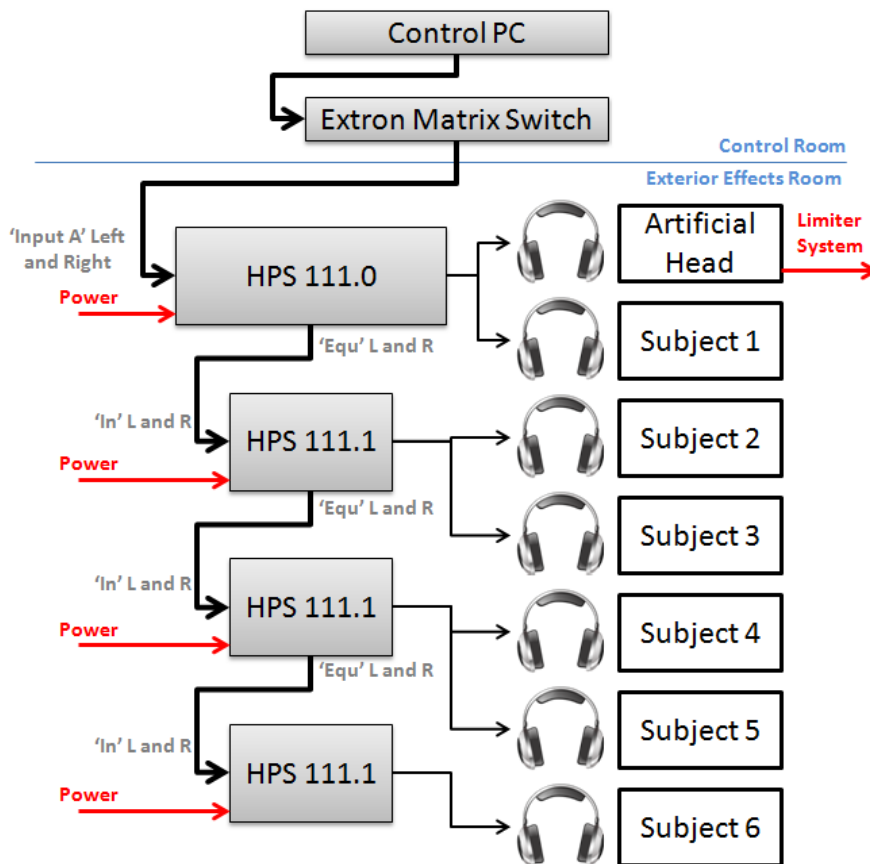 Control PC
Extron Matrix Switch
Control Room
Exterior Effects Room
‘Input A’ Left
and Right
Power
HPS 111.0
Artificial
Head
Limiter
System
‘Equ’ L and R
Subject 1
‘In’ L and R
Power
HPS 111.1
‘Equ’ L and R
Subject 2
Subject 3
‘In’ L and R
Power
HPS 111.1
‘Equ’ L and R
Subject 4
Subject 5
‘In’ L and R
Power
HPS 111.1
Subject 6